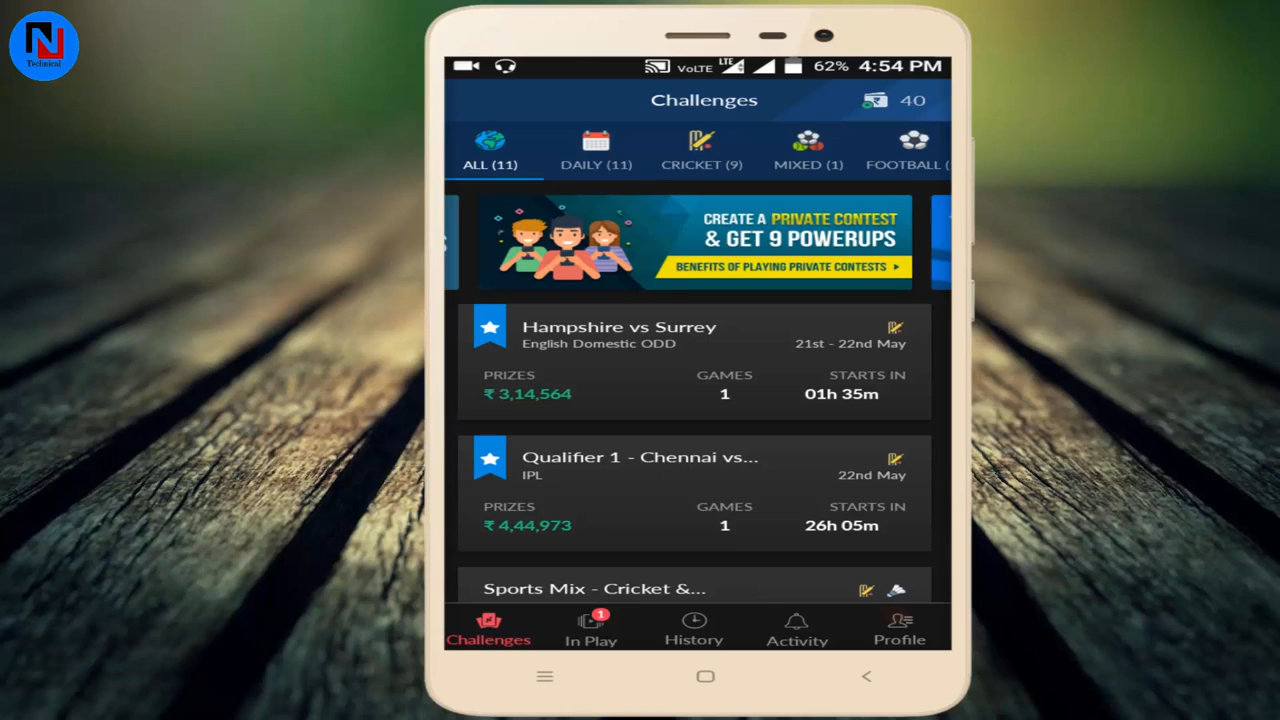 N
Technical
VoLTE LTE 62% 4:54 PM
Challenges 40
ALL (11) DAILY (11) CRICKET (9) MIXED (1) FOOTBALL (
CREATE A PRIVATE CONTEST
& GET 9 POWERUPS
BENEFITS OF PLAYING PRIVATE CONTESTS
Hampshire vs Surrey
English Domestic ODD 21st - 22nd May
PRIZES GAMES STARTS IN
₹ 3,14,564 1 01h 35m
Qualifier 1 - Chennai vs...
IPL 22nd May
PRIZES GAMES STARTS IN
₹ 4,44,973 1 26h 05m
Sports Mix - Cricket &...
1
Challenges In Play History Activity Profile